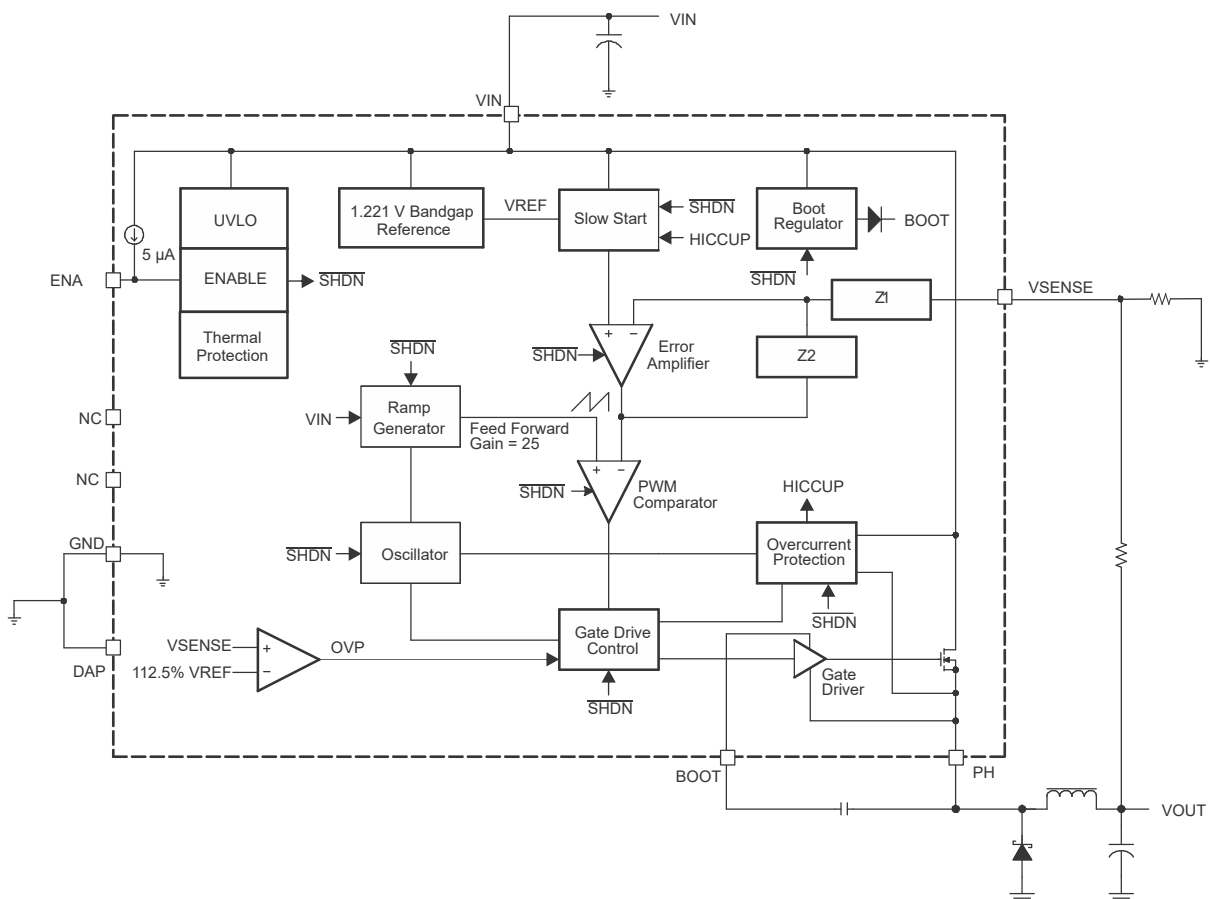 VIN
VIN
UVLO
1.221 V Bandgap
Reference
VREF
Slow Start
SHDN
HICCUP
Boot
Regulator
BOOT
5 µA
ENA
ENABLE
SHDN
SHDN
Z1
VSENSE
Thermal
Protection
SHDN
+
−
Error
Amplifier
Z2
SHDN
NC
VIN
Ramp
Generator
Feed Forward
Gain = 25
NC
SHDN
+
−
PWM
Comparator
HICCUP
GND
SHDN
Oscillator
Overcurrent
Protection
SHDN
DAP
VSENSE
112.5% VREF
+
−
OVP
Gate Drive
Control
SHDN
Gate
Driver
BOOT
PH
VOUT